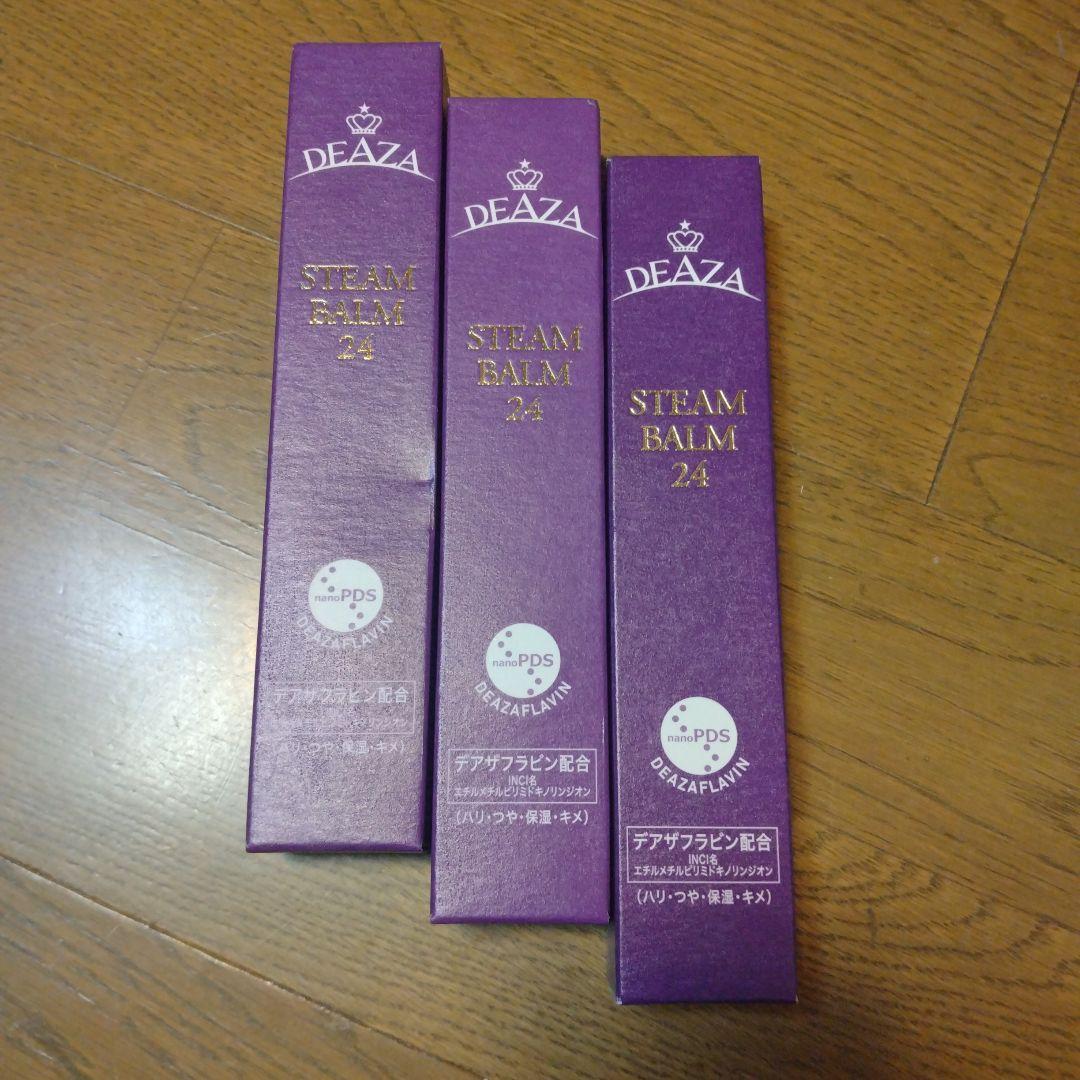 DEAZA
STEAM
BALM
24
nanoPDS
DEAZAFLAVIN
デアザフラビン配合
(ハリ・つや・保湿・キメ)
DEAZA
STEAM
BALM
24
nanoPDS
DEAZAFLAVIN
デアザフラビン配合
INCI名
エチルメチルピリミドキノリンジオン
(ハリ・つや・保湿・キメ)
DEAZA
STEAM
BALM
24
nanoPDS
DEAZAFLAVIN
デアザフラビン配合
INCI名
エチルメチルピリミドキノリンジオン
(ハリ・つや・保湿・キメ)